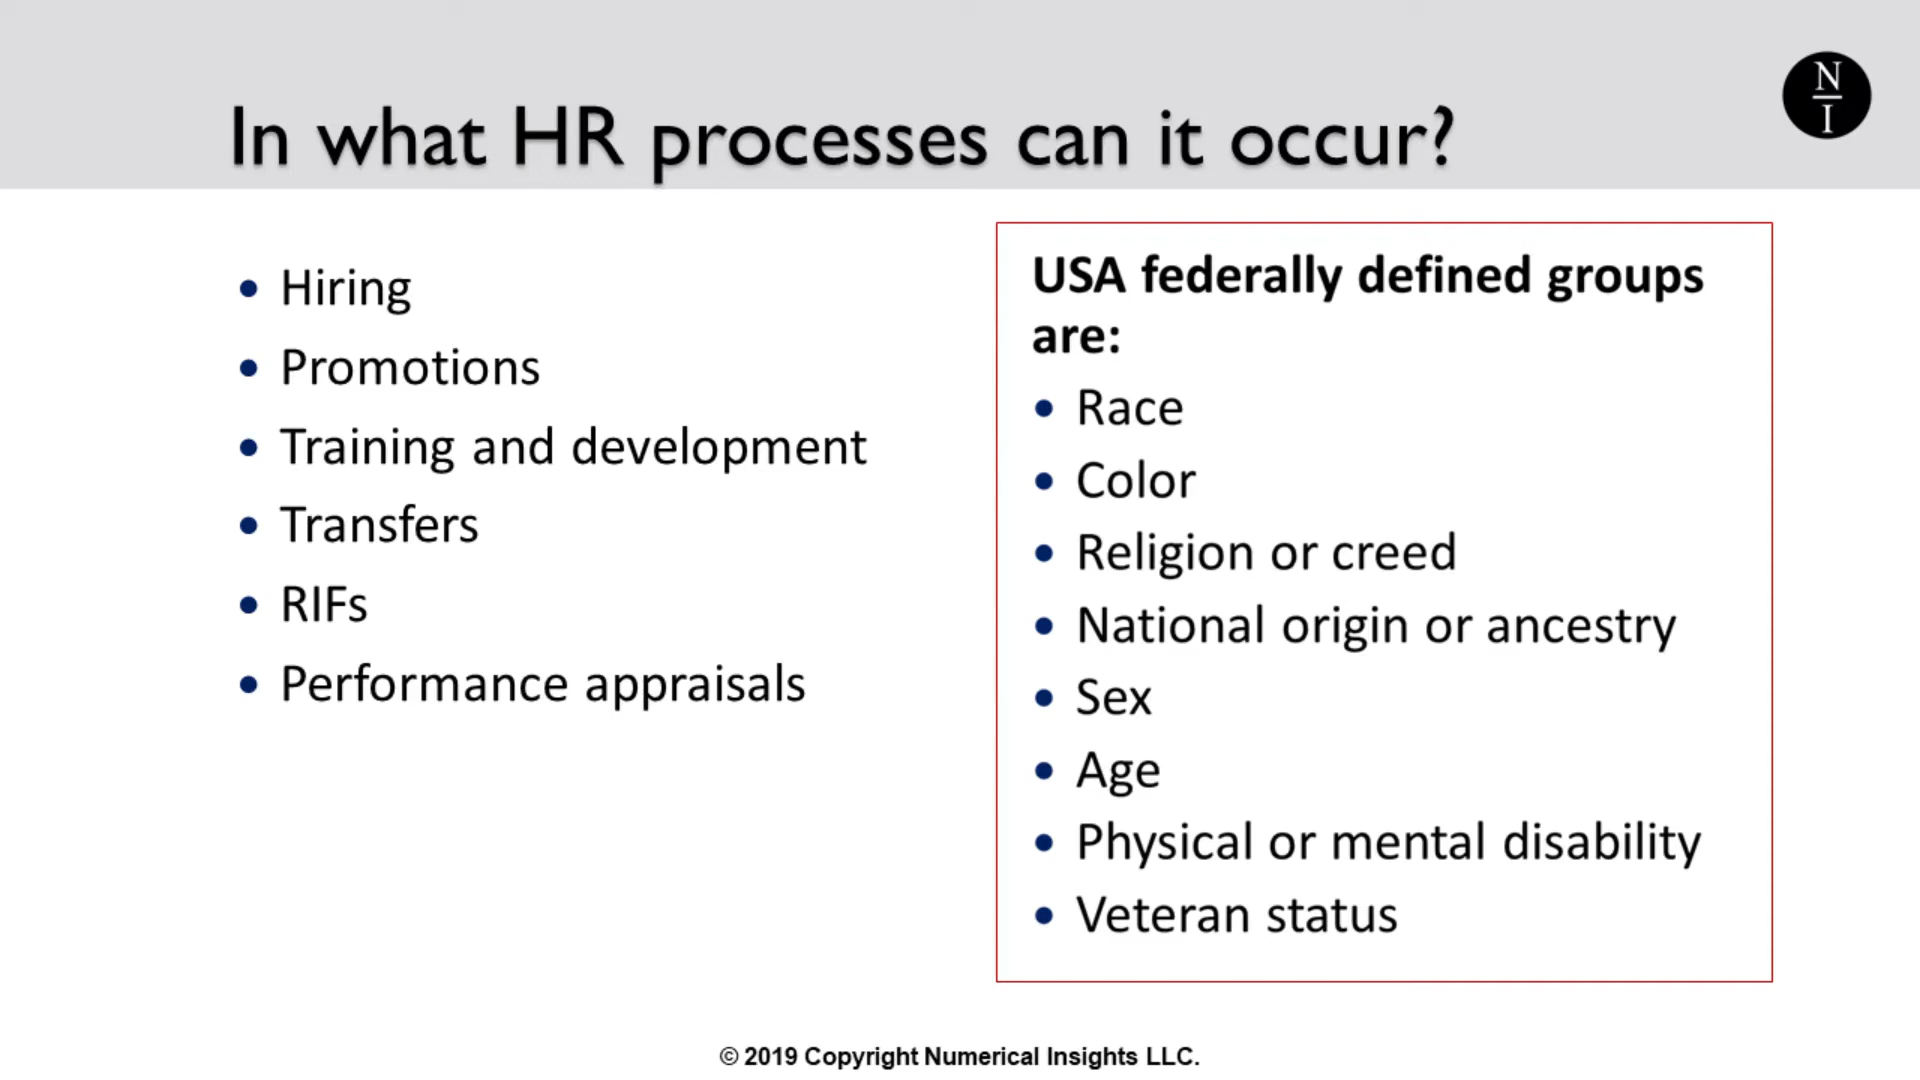 In what HR processes can it occur?
N
I
• Hiring
• Promotions
• Training and development
• Transfers
• RIFs
• Performance appraisals
USA federally defined groups
are:
• Race
• Color
• Religion or creed
• National origin or ancestry
• Sex
• Age
• Physical or mental disability
• Veteran status
© 2019 Copyright Numerical Insights LLC.